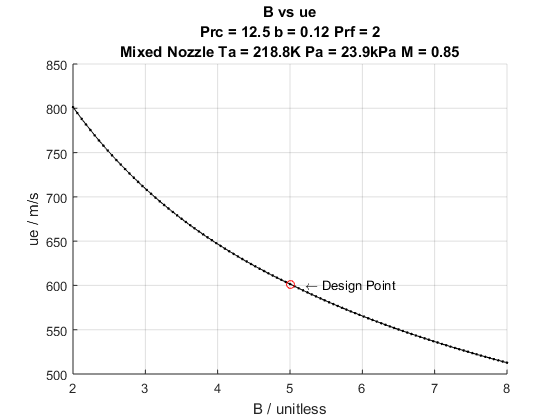 B vs ue
Prc = 12.5 b = 0.12 Prf = 2
Mixed Nozzle Ta = 218.8K Pa = 23.9kPa M = 0.85
850
800
750
700
650
600
550
500
ue / m/s
← Design Point
2 3 4 5 6 7 8
B / unitless